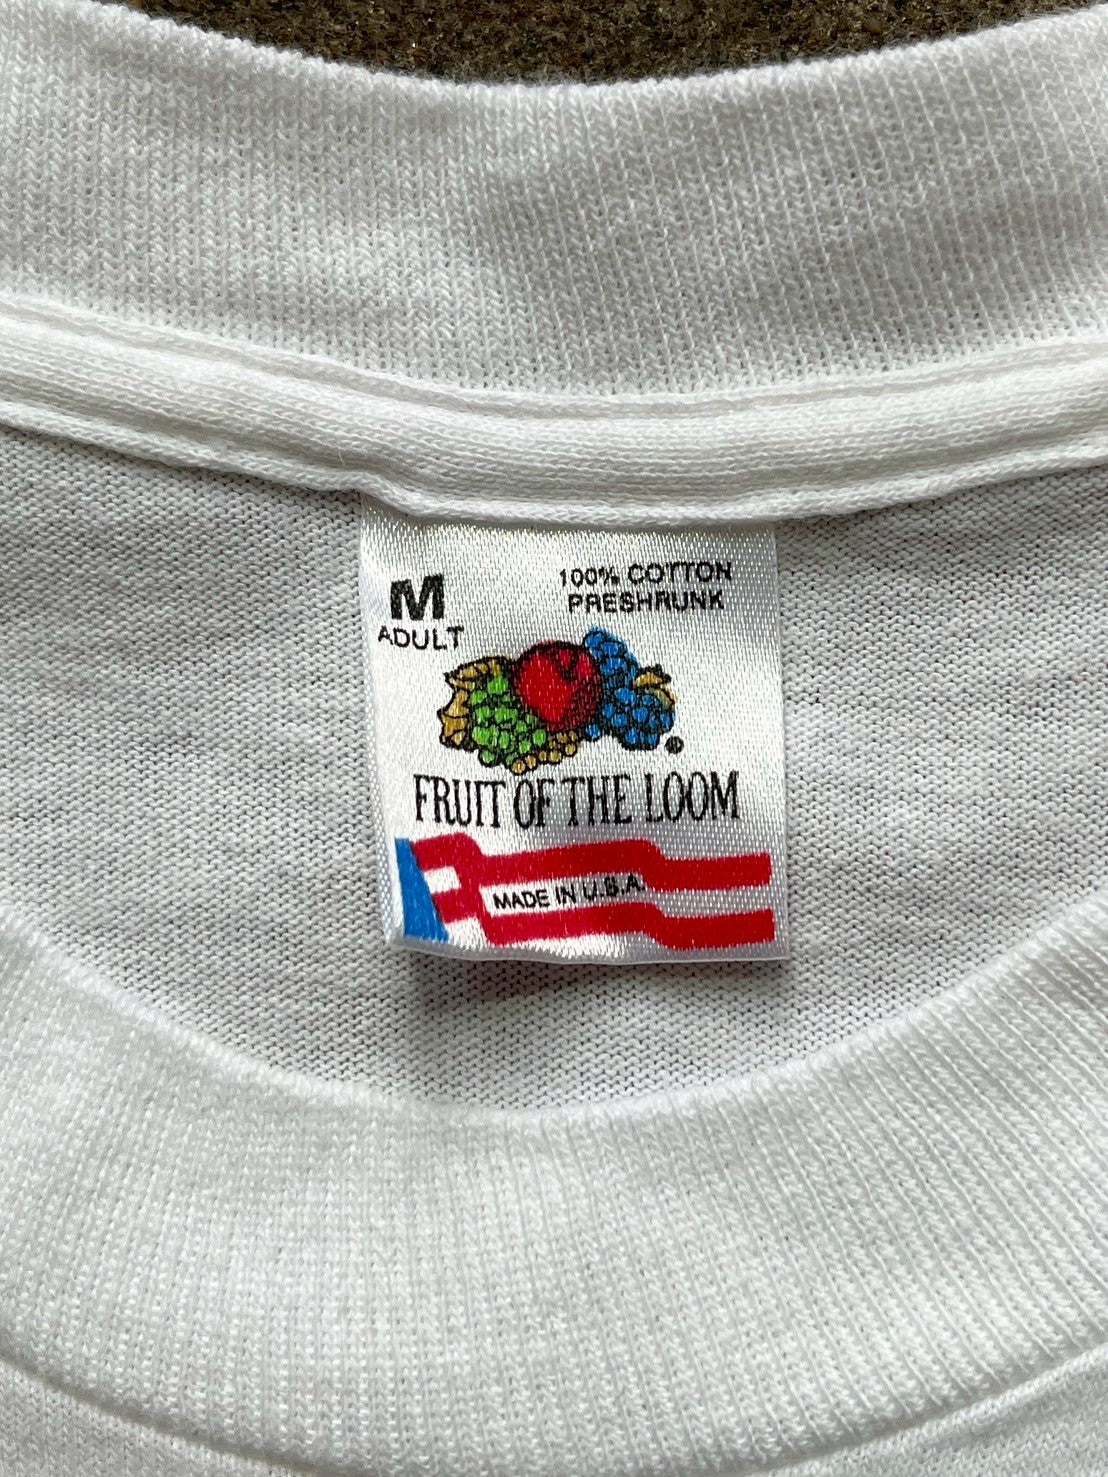 M
ADULT
100% COTTON
PRESHRUNK
FRUIT OF THE LOOM
MADE IN U.S.A.